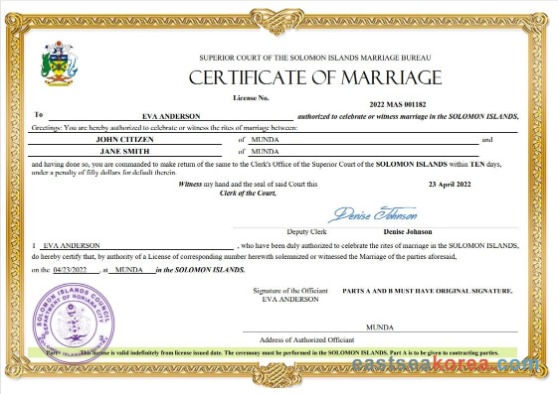 SUPERIOR COURT OF THE SOLOMON ISLANDS MARRIAGE BUREAU
CERTIFICATE OF MARRIAGE
License No.
2022 MAS 001182
To EVA ANDERSON authorized to celebrate or witness marriage in the SOLOMON ISLANDS,
Greetings: You are hereby authorized to celebrate or witness the rites of marriage between:
JOHN CITIZEN of MUNDA and
JANE SMITH of MUNDA
and having done so, you are commanded to make return of the same to the Clerk's Office of the Superior Court of the SOLOMON ISLANDS within TEN days,
under a penalty of fifty dollars for default therein.
Witness my hand and the seal of said Court this 23 April 2022
Clerk of the Court,
Denise Johnson
Deputy Clerk Denise Johnson
I EVA ANDERSON , who have been duly authorized to celebrate the rites of marriage in the SOLOMON ISLANDS,
do hereby certify that, by authority of a License of corresponding number herewith solemnized or witnessed the Marriage of the parties aforesaid,
on the 04/23/2022 , at MUNDA in the SOLOMON ISLANDS.
Signature of the Officiant PARTS A AND B MUST HAVE ORIGINAL SIGNATURE.
EVA ANDERSON
MUNDA
Address of Authorized Officiant
SOLOMON ISLANDS COUNCIL
DEPARTMENT OF
license is valid indefinitely from license issued date. The ceremony must be performed in the SOLOMON ISLANDS. Part A is to be given to contracting parties.
eastseakorea.com